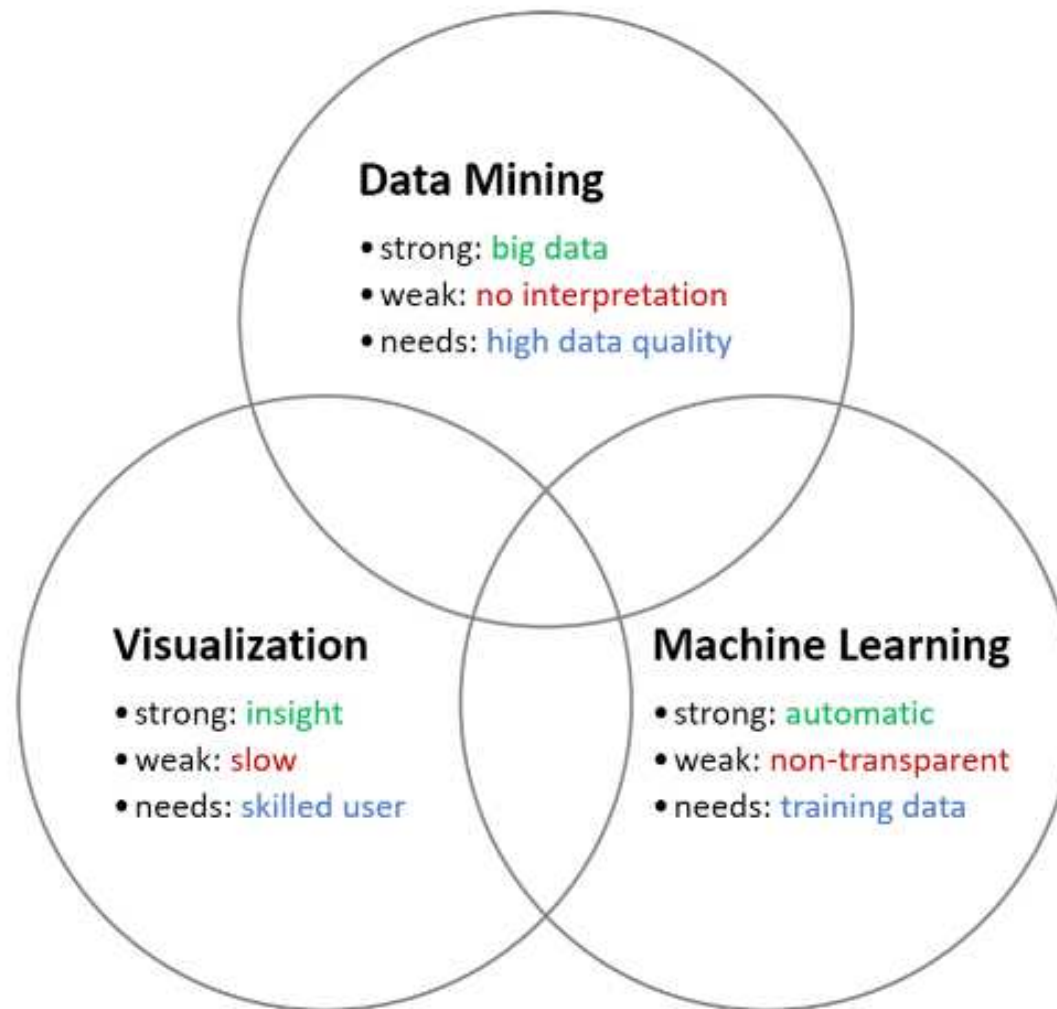 Data Mining
• strong: big data
• weak: no interpretation
• needs: high data quality
Visualization
• strong: insight
• weak: slow
• needs: skilled user
Machine Learning
• strong: automatic
• weak: non-transparent
• needs: training data